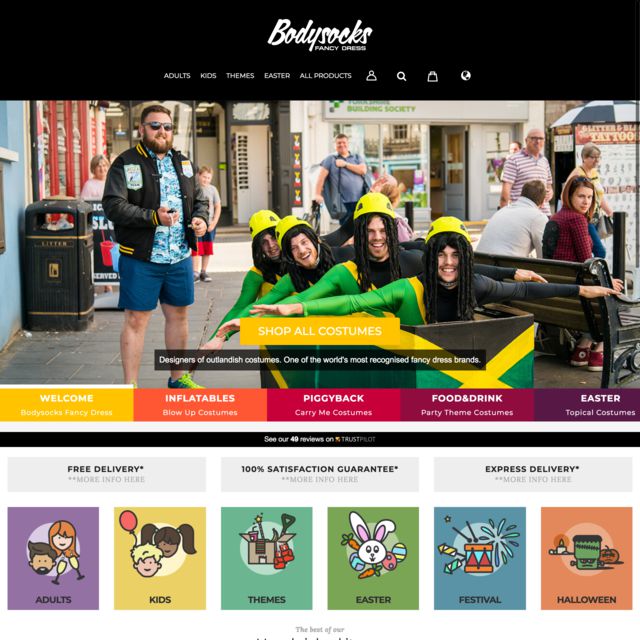 Bodysocks
FANCY DRESS
ADULTS KIDS THEMES EASTER ALL PRODUCTS
YORKSHIRE
BUILDING SOCIETY
LITTER
SHOP ALL COSTUMES
Designers of outlandish costumes. One of the world's most recognised fancy dress brands.
WELCOME
Bodysocks Fancy Dress
INFLATABLES
Blow Up Costumes
PIGGYBACK
Carry Me Costumes
FOOD&DRINK
Party Theme Costumes
EASTER
Topical Costumes
See our 49 reviews on TRUSTPILOT
FREE DELIVERY*
**MORE INFO HERE
100% SATISFACTION GUARANTEE*
**MORE INFO HERE
EXPRESS DELIVERY*
**MORE INFO HERE
ADULTS
KIDS
THEMES
EASTER
FESTIVAL
HALLOWEEN
The best of our